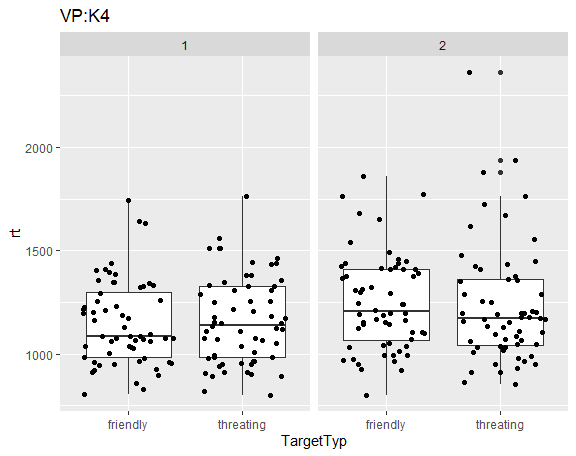 VP:K4
1
2
rt
2000
1500
1000
friendly
threating
friendly
threating
TargetTyp